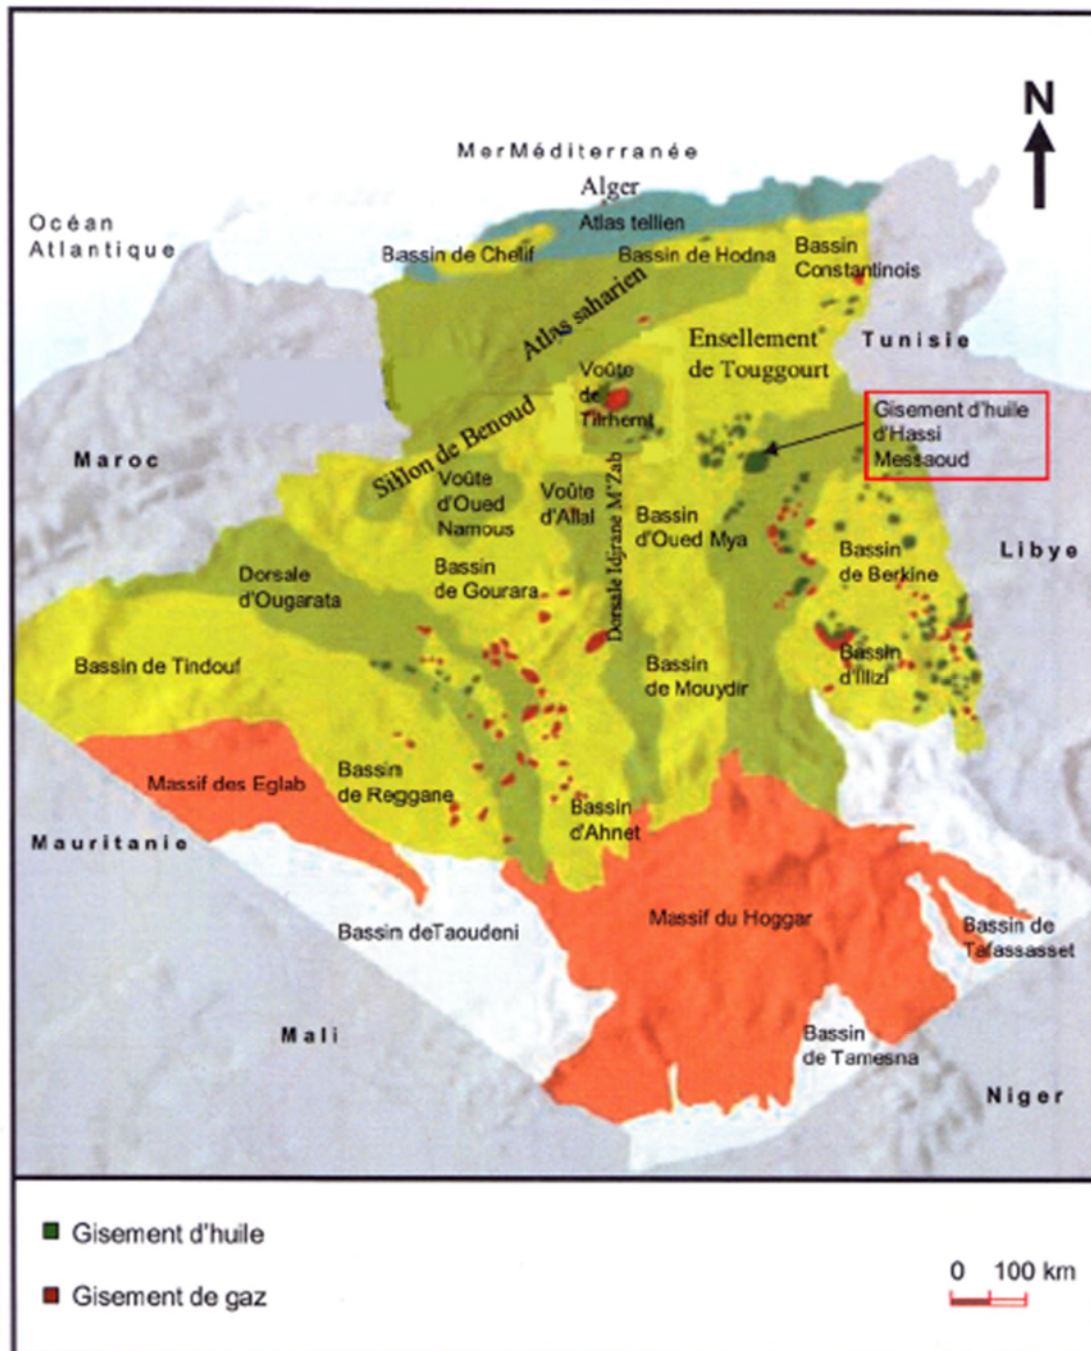 N
MerMéditerranée
Alger
Océan
Atlantique
Atlas tellien
Bassin de Chelif
Bassin de Hodna
Bassin
Constantinois
Atlas saharien
Ensellement
de Touggourt
Tunisie
Voûte
de
Tilrhemt
Gisement d'huile
d'Hassi
Messaoud
Maroc
Sillon de Benoud
Voûte
d'Oued
Namous
Voûte
d'Allal
Dorsale Idjrane M'Zab
Bassin
d'Oued Mya
Libye
Bassin
de Berkine
Dorsale
d'Ougarata
Bassin
de Gourara
Bassin de Tindouf
Bassin
de Mouydir
Bassin
d'Illizi
Massif des Eglab
Bassin
de Reggane
Bassin
d'Ahnet
Mauritanie
Bassin deTaoudeni
Massif du Hoggar
Bassin de
Tafassasset
Mali
Bassin
de Tamesna
Niger
Gisement d'huile
Gisement de gaz
0 100 km